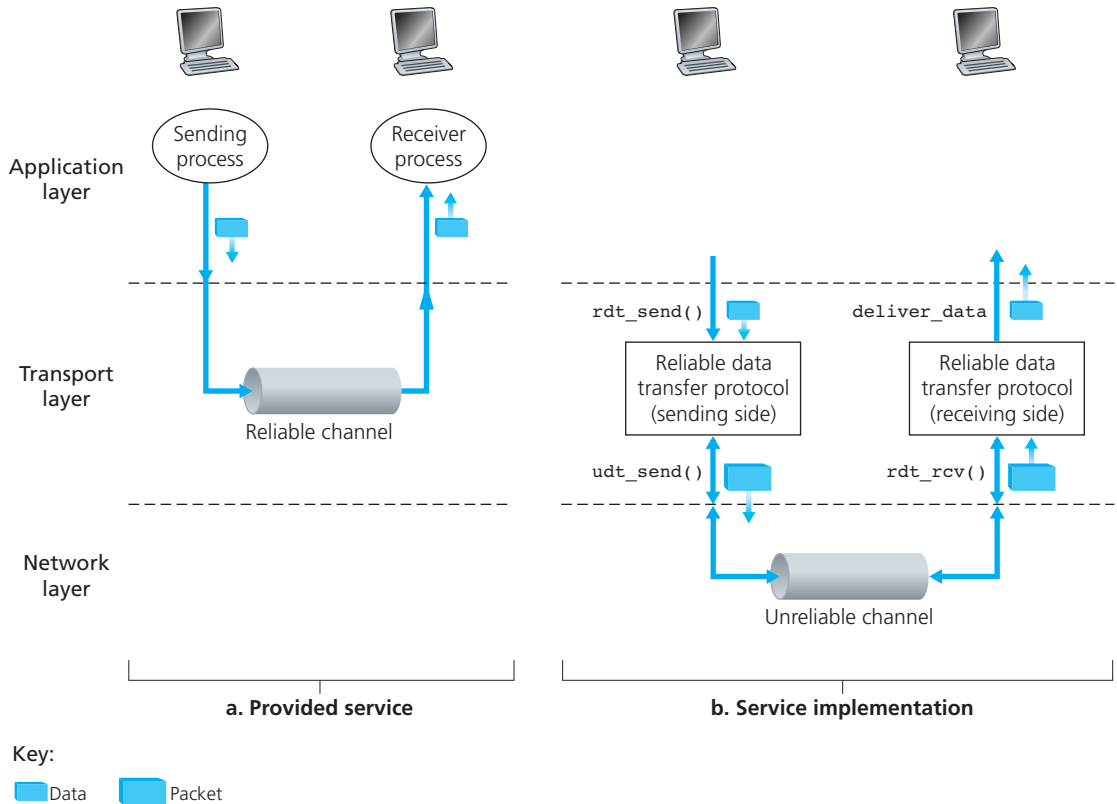 Sending
process
Receiver
process
Application
layer
rdt_send()
deliver_data
Transport
layer
Reliable channel
Reliable data
transfer protocol
(sending side)
Reliable data
transfer protocol
(receiving side)
udt_send()
rdt_rcv()
Network
layer
Unreliable channel
a. Provided service
b. Service implementation
Key:
Data
Packet